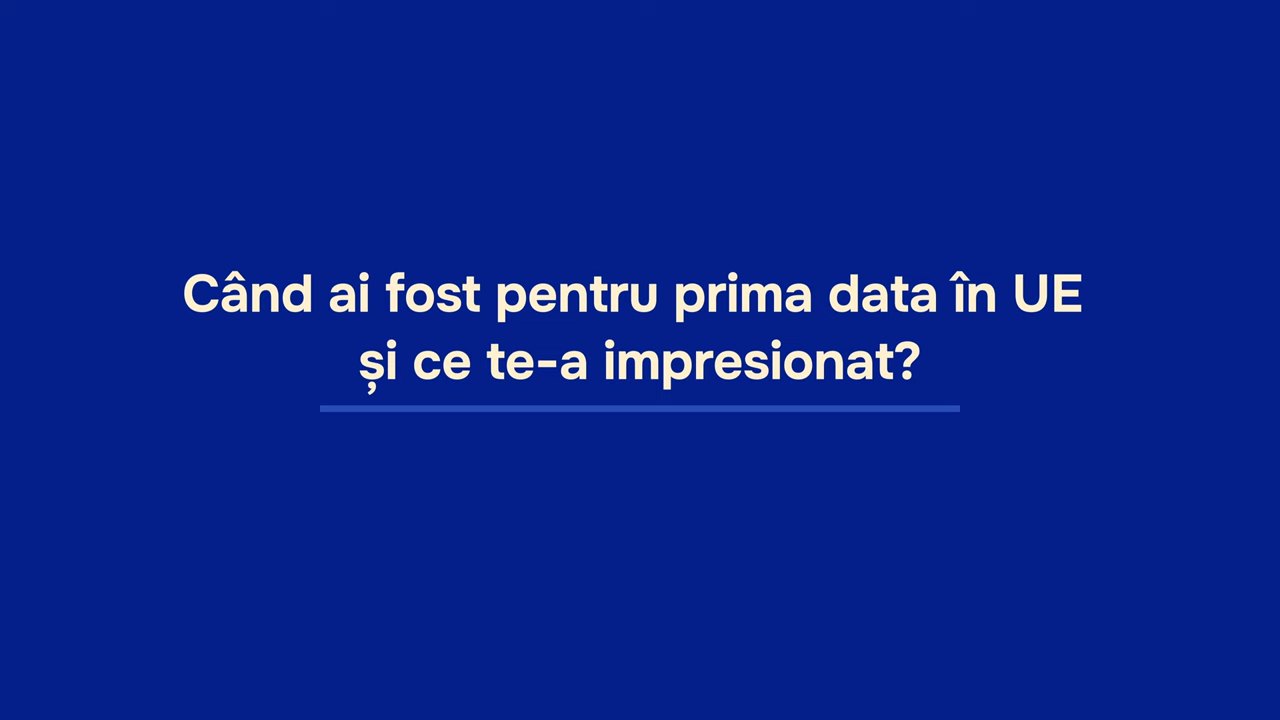 Când ai fost pentru prima data în UE
și ce te-a impresionat?